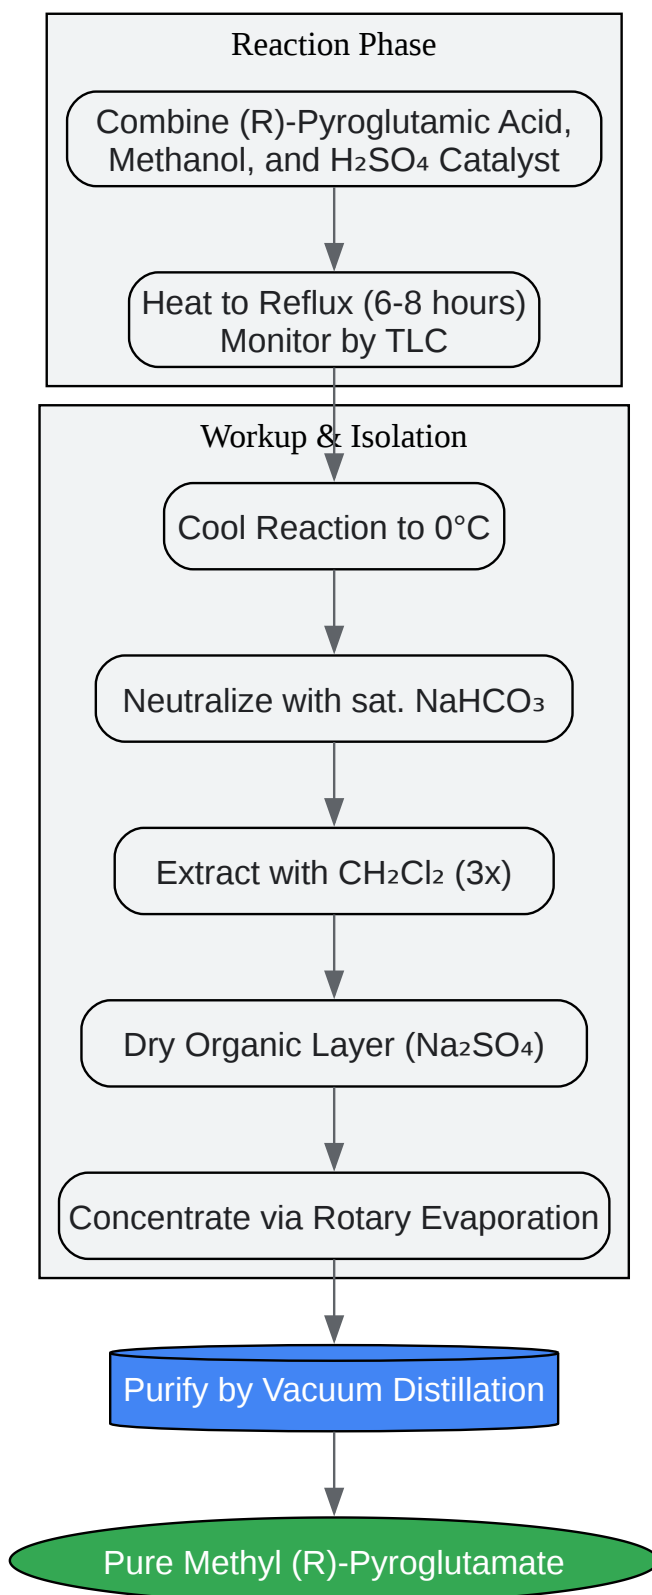 Reaction Phase
Combine (R)-Pyroglutamic Acid,
Methanol, and H₂SO₄ Catalyst
Heat to Reflux (6-8 hours)
Monitor by TLC
Workup & Isolation
Cool Reaction to 0°C
Neutralize with sat. NaHCO₃
Extract with CH₂Cl₂ (3x)
Dry Organic Layer (Na₂SO₄)
Concentrate via Rotary Evaporation
Purify by Vacuum Distillation
Pure Methyl (R)-Pyroglutamate